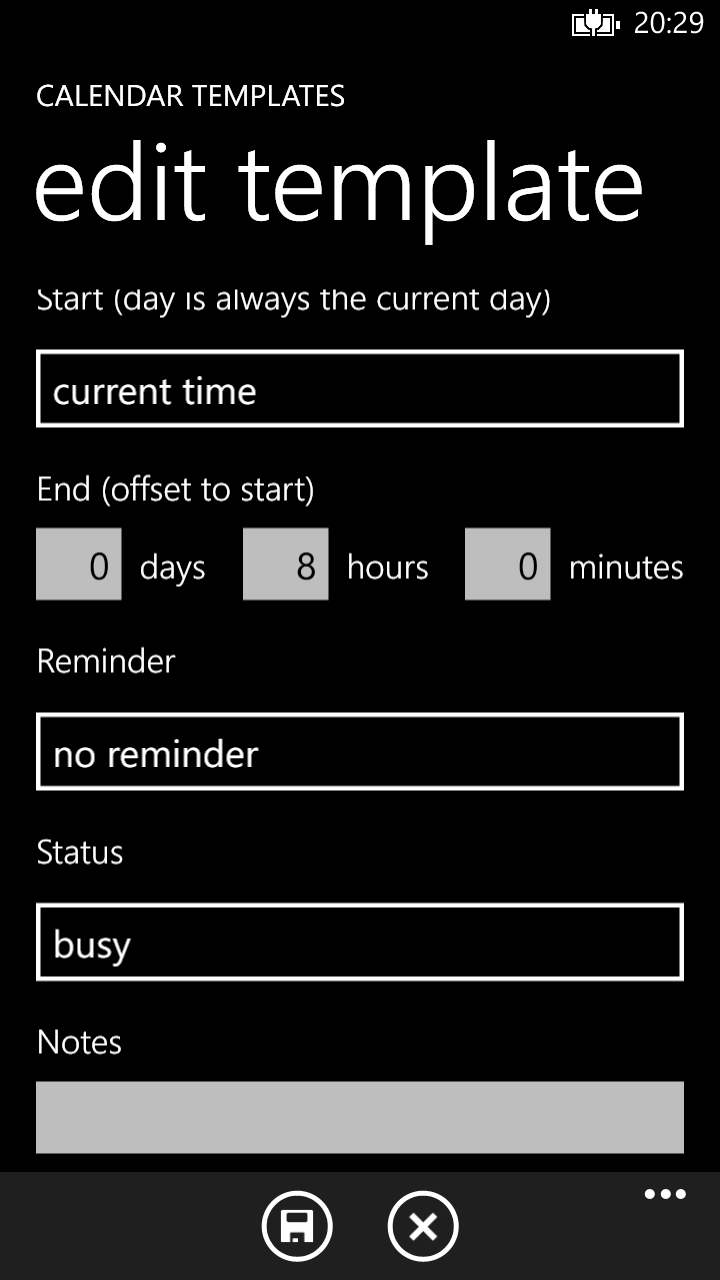 20:29
CALENDAR TEMPLATES
edit template
Start (day is always the current day)
current time
End (offset to start)
0 days 8 hours 0 minutes
Reminder
no reminder
Status
busy
Notes